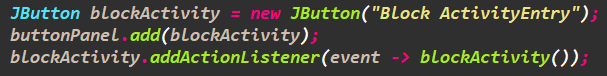 JButton blockActivity = new JButton("Block ActivityEntry");
buttonPanel.add(blockActivity);
blockActivity.addActionListener(event -> blockActivity());